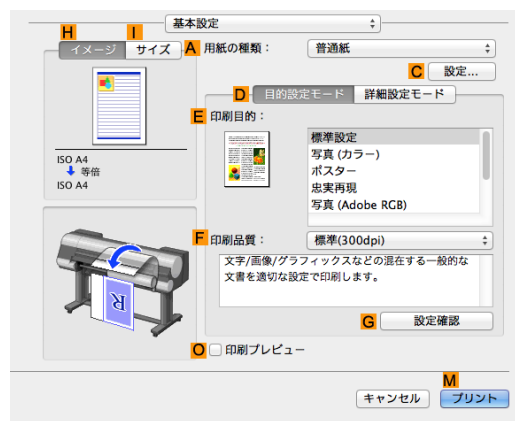 基本設定
H I
イメージ サイズ A 用紙の種類： 普通紙
C 設定...
D 目的設定モード 詳細設定モード
E 印刷目的：
標準設定
写真 (カラー)
ポスター
忠実再現
写真 (Adobe RGB)
ISO A4
等倍
ISO A4
F 印刷品質： 標準(300dpi)
文字/画像/グラフィックスなどの混在する一般的な
文書を適切な設定で印刷します。
R
G 設定確認
O 印刷プレビュー
M
キャンセル プリント